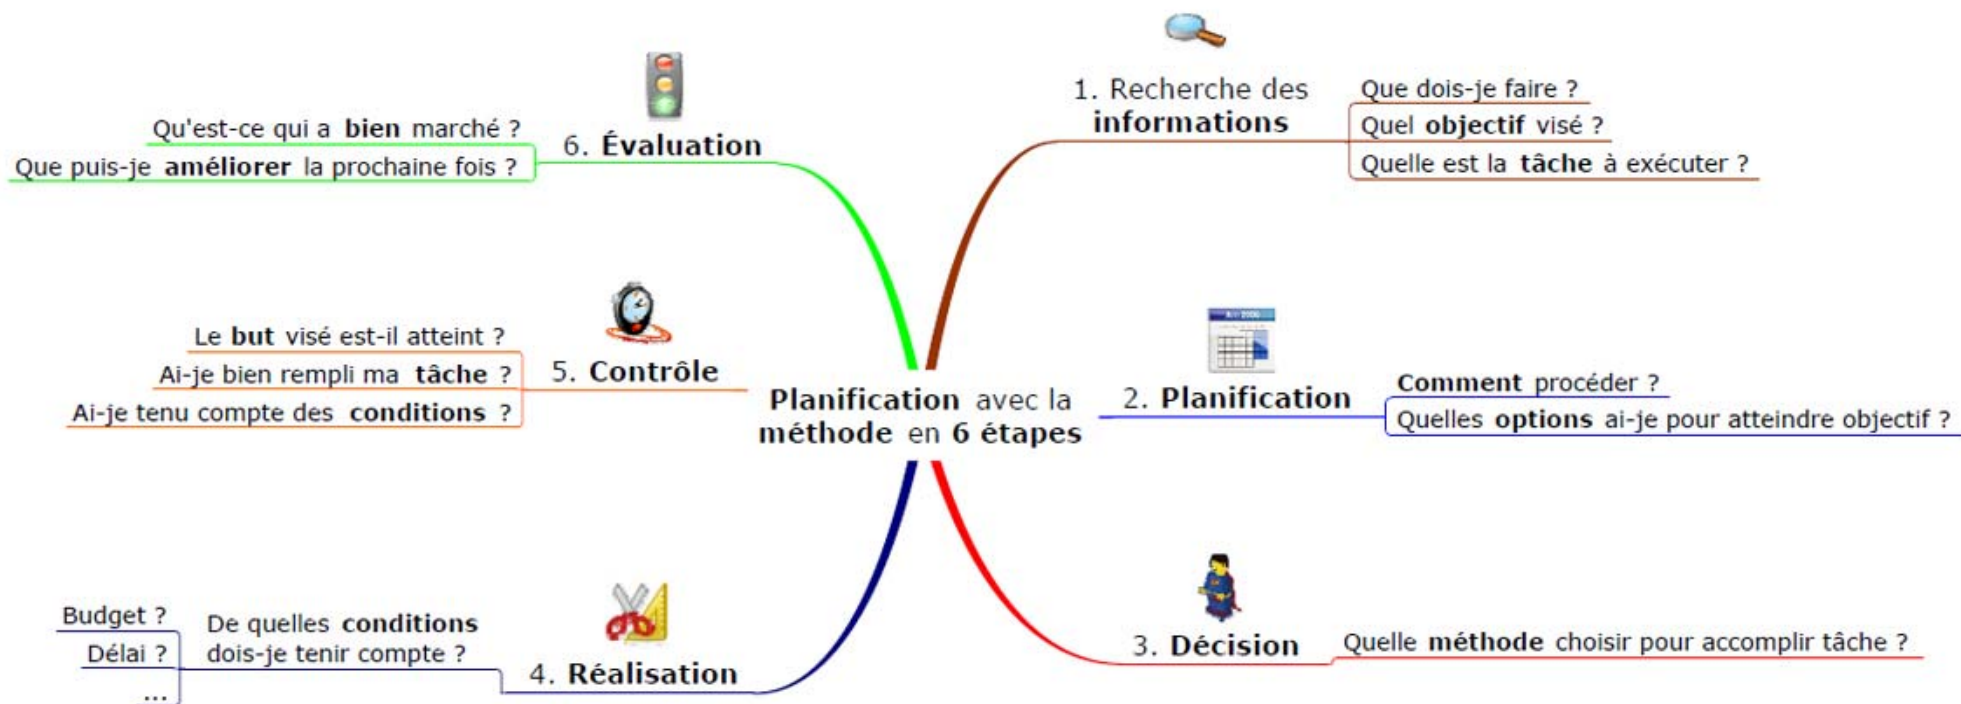 Planification avec la
méthode en 6 étapes
1. Recherche des
informations
Que dois-je faire ?
Quel objectif visé ?
Quelle est la tâche à exécuter ?
2. Planification
Comment procéder ?
Quelles options ai-je pour atteindre objectif ?
3. Décision
Quelle méthode choisir pour accomplir tâche ?
4. Réalisation
De quelles conditions
dois-je tenir compte ?
Budget ?
Délai ?
...
5. Contrôle
Le but visé est-il atteint ?
Ai-je bien rempli ma tâche ?
Ai-je tenu compte des conditions ?
6. Évaluation
Qu'est-ce qui a bien marché ?
Que puis-je améliorer la prochaine fois ?